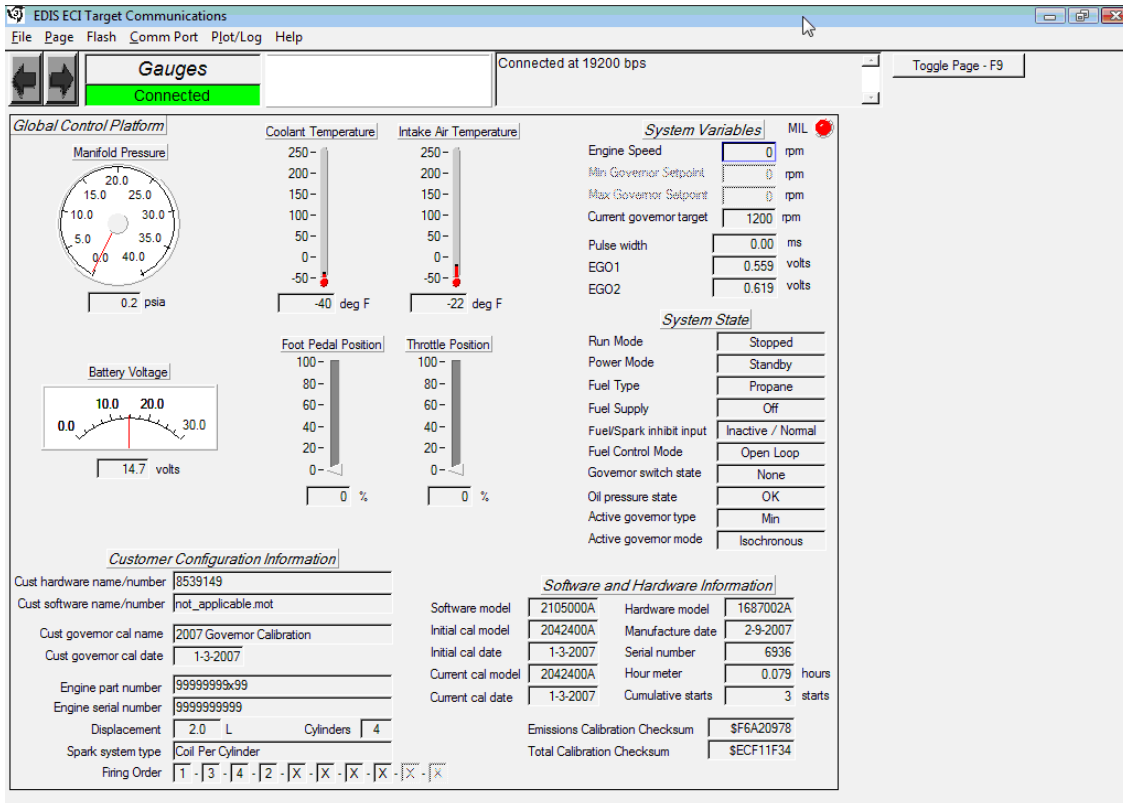 EDIS ECI Target Communications
File Page Flash Comm Port Plot/Log Help
Gauges
Connected
Connected at 19200 bps
Toggle Page - F9
Global Control Platform
Manifold Pressure
20.0
15.0 25.0
10.0 30.0
5.0 35.0
0.0 40.0
0.2 psia
Battery Voltage
10.0 20.0
0.0 30.0
14.7 volts
Coolant Temperature
250
200
150
100
50
0
-50
-40 deg F
Intake Air Temperature
250
200
150
100
50
0
-50
-22 deg F
Foot Pedal Position
100
80
60
40
20
0
0 %
Throttle Position
100
80
60
40
20
0
0 %
System Variables MIL
Engine Speed 0 rpm
Min Governor Setpoint 0 rpm
Max Governor Setpoint 0 rpm
Current governor target 1200 rpm
Pulse width 0.00 ms
EGO1 0.559 volts
EGO2 0.619 volts
System State
Run Mode Stopped
Power Mode Standby
Fuel Type Propane
Fuel Supply Off
Fuel/Spark inhibit input Inactive / Normal
Fuel Control Mode Open Loop
Governor switch state None
Oil pressure state OK
Active governor type Min
Active governor mode Isochronous
Customer Configuration Information
Cust hardware name/number 8539149
Cust software name/number not_applicable.mot
Cust governor cal name 2007 Governor Calibration
Cust governor cal date 1-3-2007
Engine part number 99999999x99
Engine serial number 9999999999
Displacement 2.0 L Cylinders 4
Spark system type Coil Per Cylinder
Firing Order 1 - 3 - 4 - 2 - X - X - X - X - X - X
Software and Hardware Information
Software model 2105000A Hardware model 1687002A
Initial cal model 2042400A Manufacture date 2-9-2007
Initial cal date 1-3-2007 Serial number 6936
Current cal model 2042400A Hour meter 0.079 hours
Current cal date 1-3-2007 Cumulative starts 3 starts
Emissions Calibration Checksum $F6A20978
Total Calibration Checksum $ECF11F34